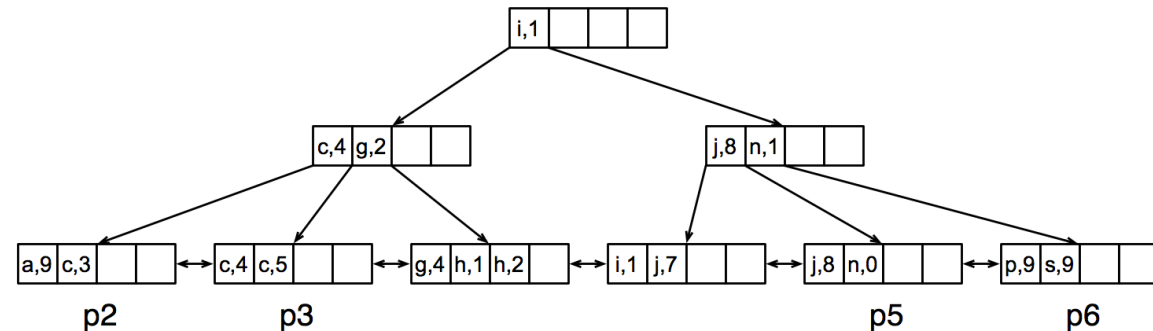 i,1
c,4 g,2 j,8 n,1
a,9 c,3 c,4 c,5 g,4 h,1 h,2 i,1 j,7 j,8 n,0 p,9 s,9
p2 p3 p5 p6